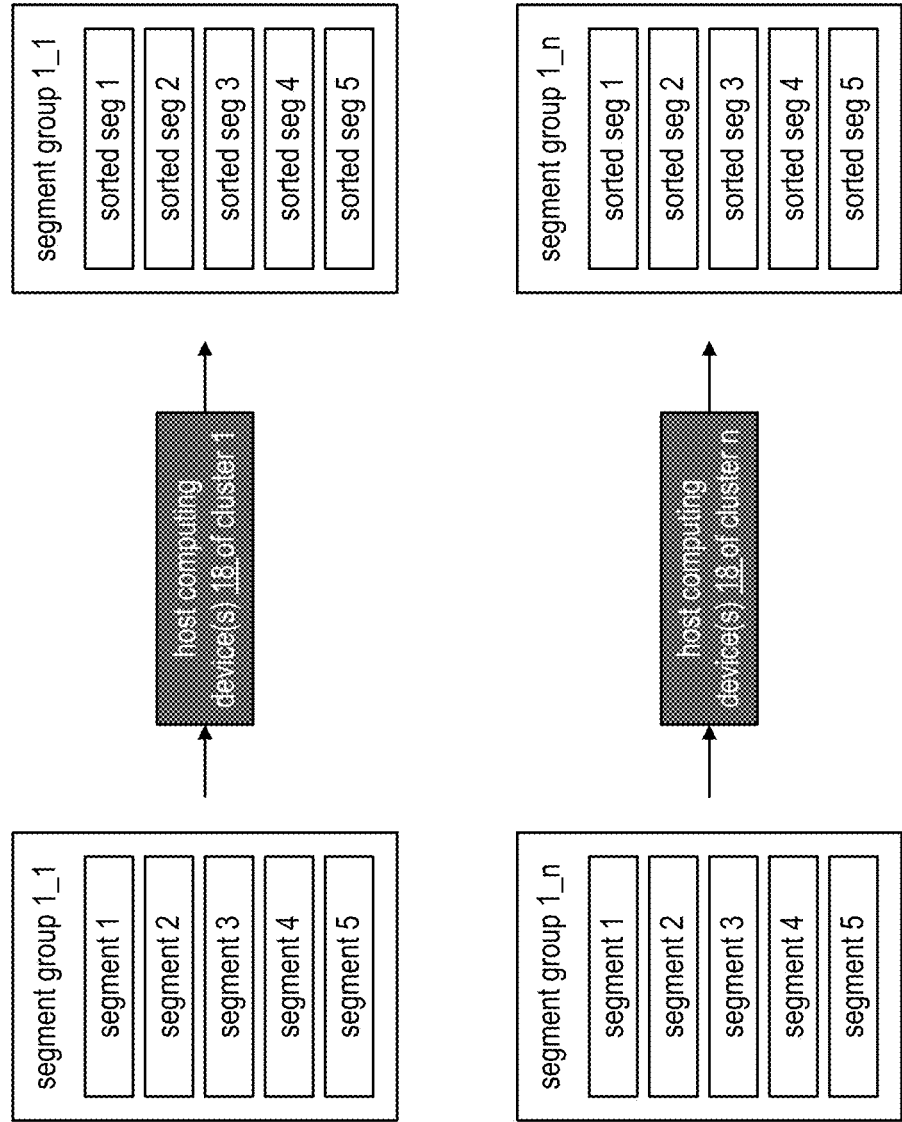 segment group 1_1
segment 1
segment 2
segment 3
segment 4
segment 5
host computing
device(s) 18 of cluster 1
segment group 1_1
sorted seg 1
sorted seg 2
sorted seg 3
sorted seg 4
sorted seg 5
segment group 1_n
segment 1
segment 2
segment 3
segment 4
segment 5
host computing
device(s) 18 of cluster n
segment group 1_n
sorted seg 1
sorted seg 2
sorted seg 3
sorted seg 4
sorted seg 5